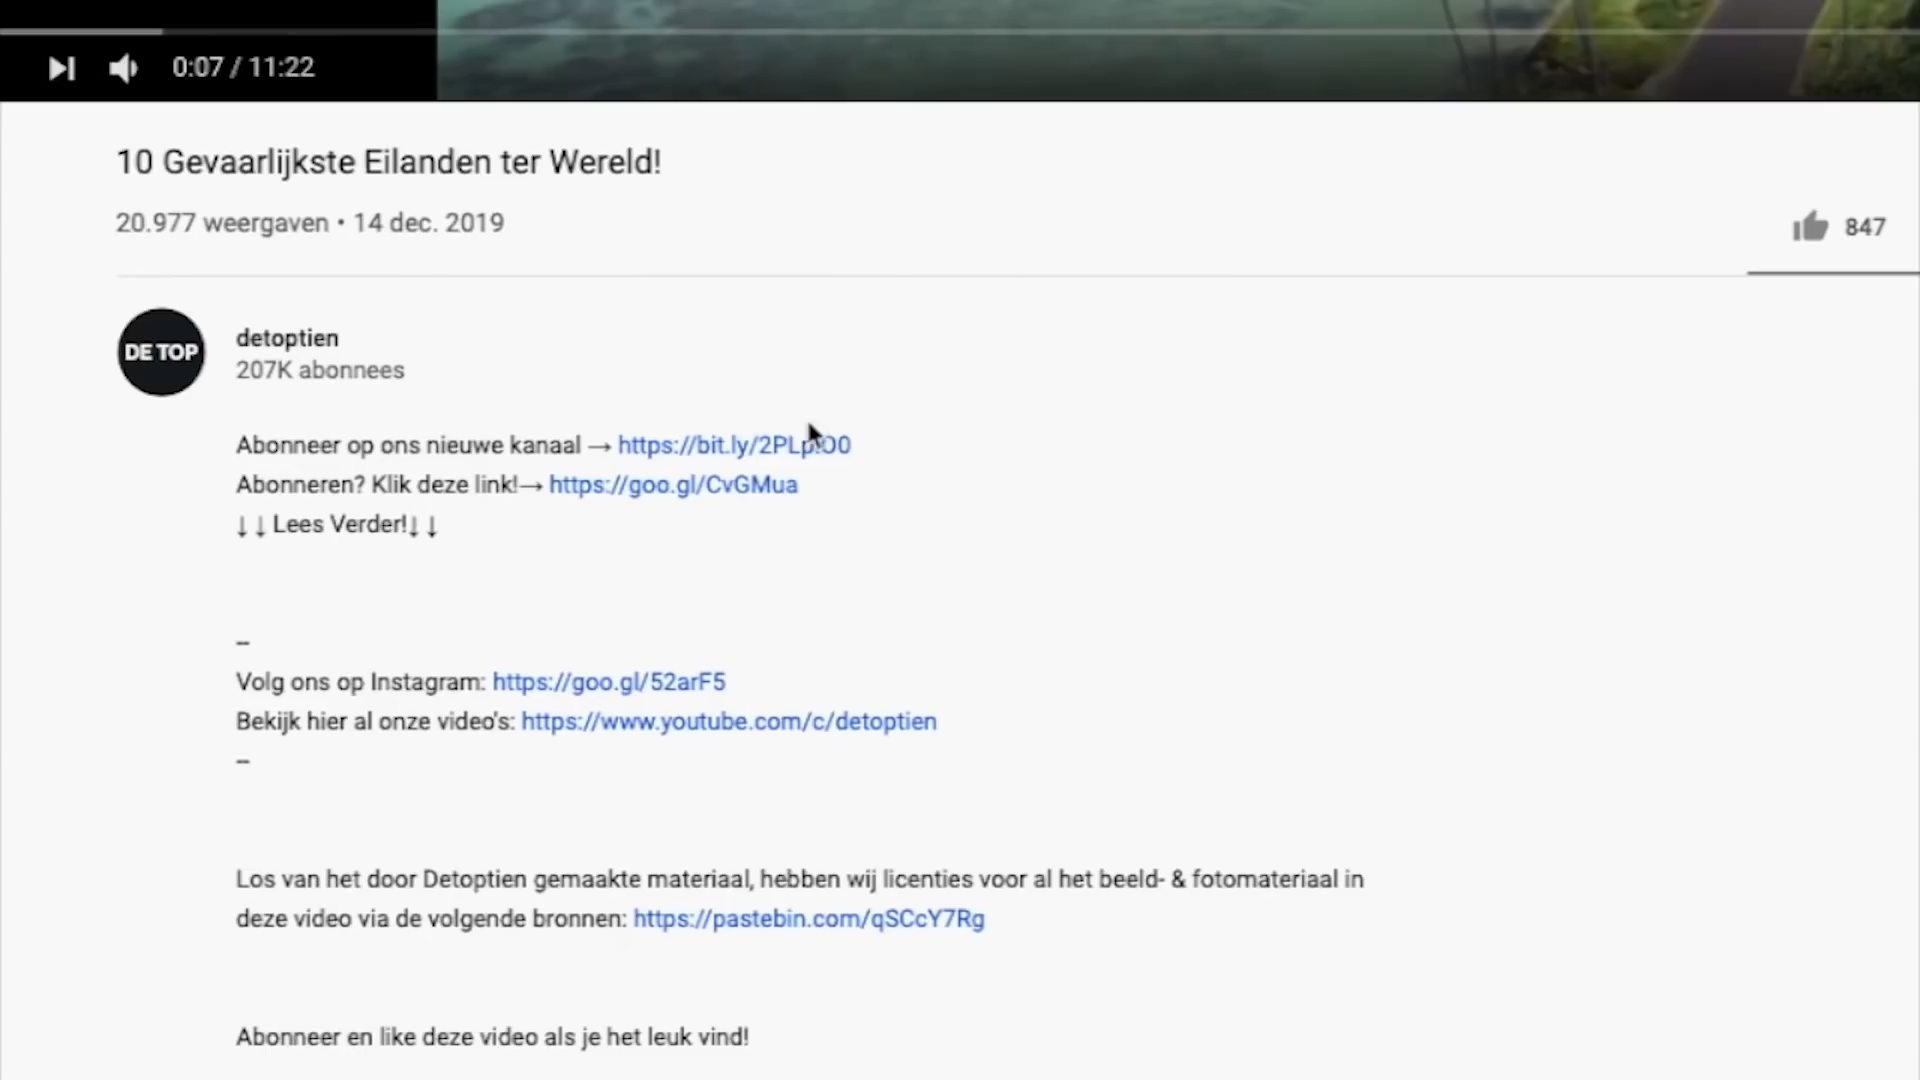 0:07 / 11:22
10 Gevaarlijkste Eilanden ter Wereld!
20.977 weergaven • 14 dec. 2019
847
DE TOP
detoptien
207K abonnees
Abonneer op ons nieuwe kanaal →
Abonneren? Klik deze link!→ https://goo.gl/CvGMua
↓↓ Lees Verder!↓↓
--
Volg ons op Instagram: https://goo.gl/52arF5
Bekijk hier al onze video's: https://www.youtube.com/c/detoptien
--
Los van het door Detoptien gemaakte materiaal, hebben wij licenties voor al het beeld- & fotomateriaal in
deze video via de volgende bronnen: https://pastebin.com/qSCcY7Rg
Abonneer en like deze video als je het leuk vind!